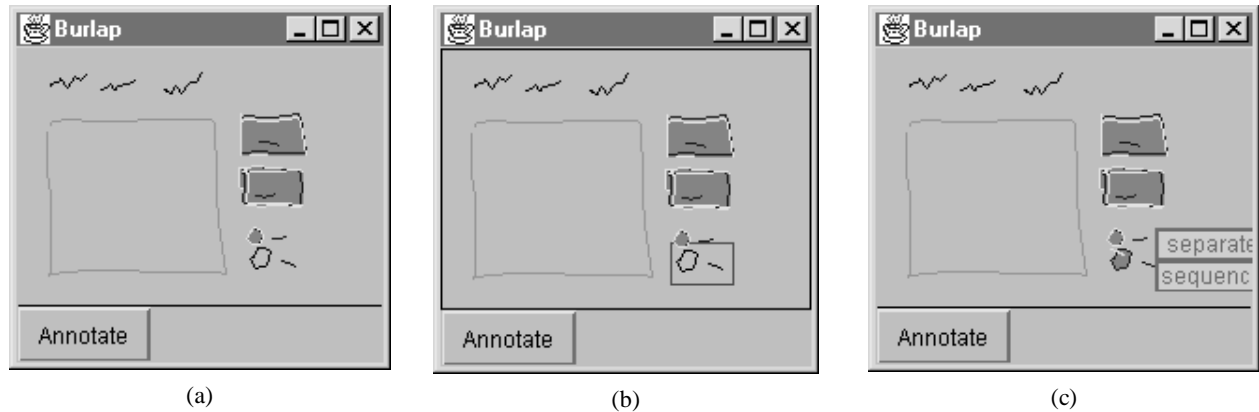 Burlap
Burlap
Burlap
separate
sequenc
Annotate
Annotate
Annotate
(a)
(b)
(c)